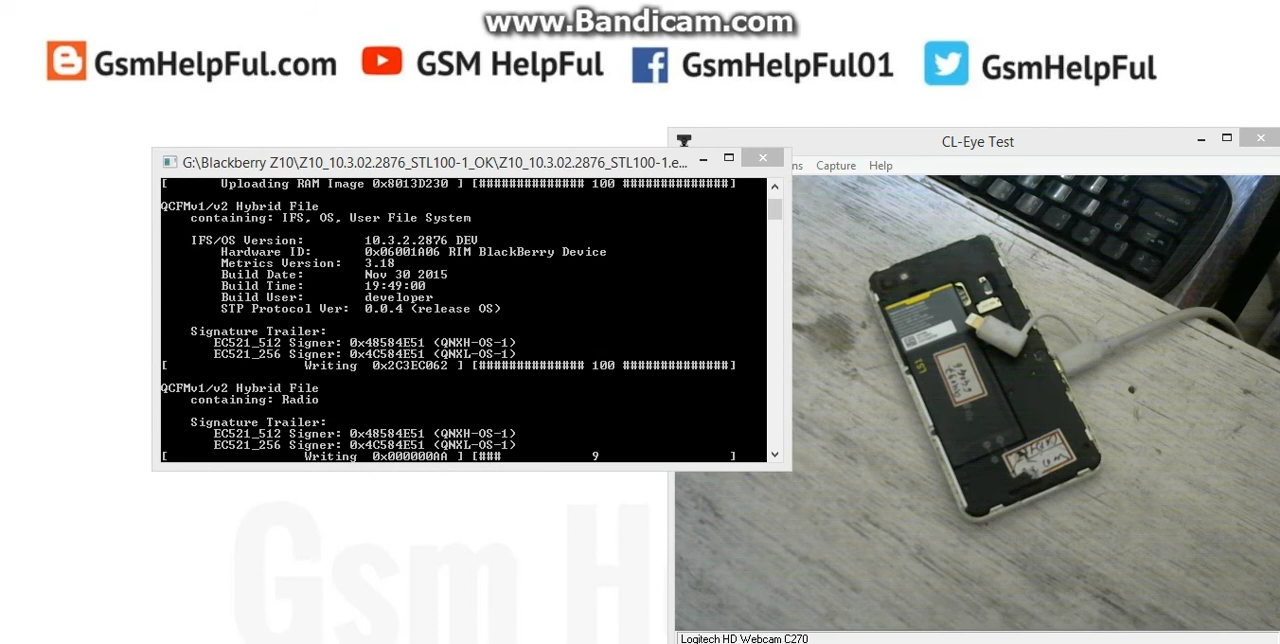 www.Bandicam.com
GsmHelpFul.com
GSM HelpFul
GsmHelpFul01
GsmHelpFul
CL-Eye Test
G:\Blackberry Z10\Z10_10.3.02.2876_STL100-1_OK\Z10_10.3.02.2876_STL100-1.e...
ns Capture Help
[ Uploading RAM Image 0x8013D230 ] [############## 100 ##############]
QCFMv1/v2 Hybrid File
containing: IFS, OS, User File System
IFS/OS Version: 10.3.2.2876 DEV
Hardware ID: 0x06001A06 RIM BlackBerry Device
Metrics Version: 3.18
Build Date: Nov 30 2015
Build Time: 19:49:00
Build User: developer
STP Protocol Ver: 0.0.4 (release OS)
Signature Trailer:
EC521_512 Signer: 0x48584E51 (QNXH-OS-1)
EC521_256 Signer: 0x4C584E51 (QNXL-OS-1)
[ Writing 0x2C3EC062 ] [############## 100 ##############]
QCFMv1/v2 Hybrid File
containing: Radio
Signature Trailer:
EC521_512 Signer: 0x48584E51 (QNXH-OS-1)
EC521_256 Signer: 0x4C584E51 (QNXL-OS-1)
[ Writing 0x000000AA ] [### 9 ]
LS1
Gsm H
Logitech HD Webcam C270